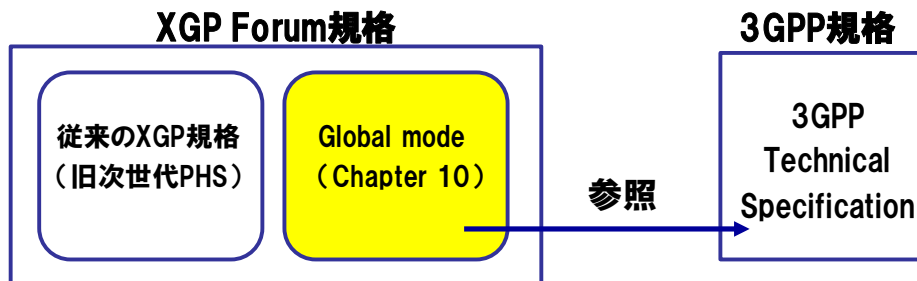 XGP Forum規格
3GPP規格
従来のXGP規格
（旧次世代PHS）
Global mode
（Chapter 10）
参照
3GPP
Technical
Specification